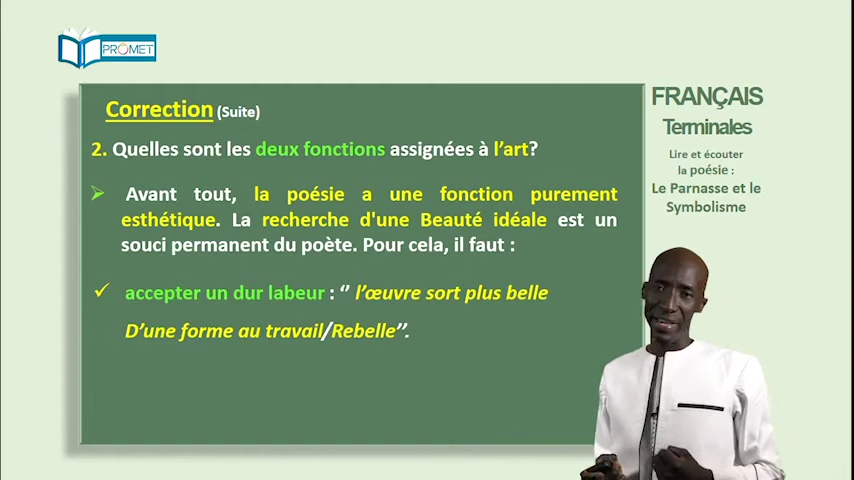 PROMET
Correction (Suite)
2. Quelles sont les deux fonctions assignées à l’art?
Avant tout, la poésie a une fonction purement
esthétique. La recherche d'une Beauté idéale est un
souci permanent du poète. Pour cela, il faut :
accepter un dur labeur : ‘’ l’œuvre sort plus belle
D’une forme au travail/Rebelle’’.
FRANÇAIS
Terminales
Lire et écouter
la poésie :
Le Parnasse et le
Symbolisme